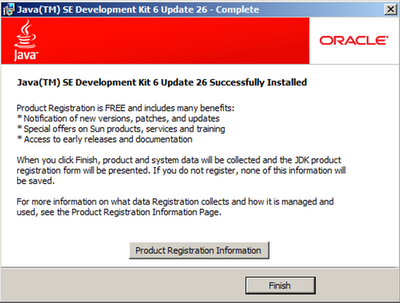 Java(TM) SE Development Kit 6 Update 26 - Complete
Java
ORACLE
Java(TM) SE Development Kit 6 Update 26 Successfully Installed
Product Registration is FREE and includes many benefits:
* Notification of new versions, patches, and updates
* Special offers on Sun products, services and training
* Access to early releases and documentation
When you click Finish, product and system data will be collected and the JDK product
registration form will be presented. If you do not register, none of this information will
be saved.
For more information on what data Registration collects and how it is managed and
used, see the Product Registration Information Page.
Product Registration Information
Finish